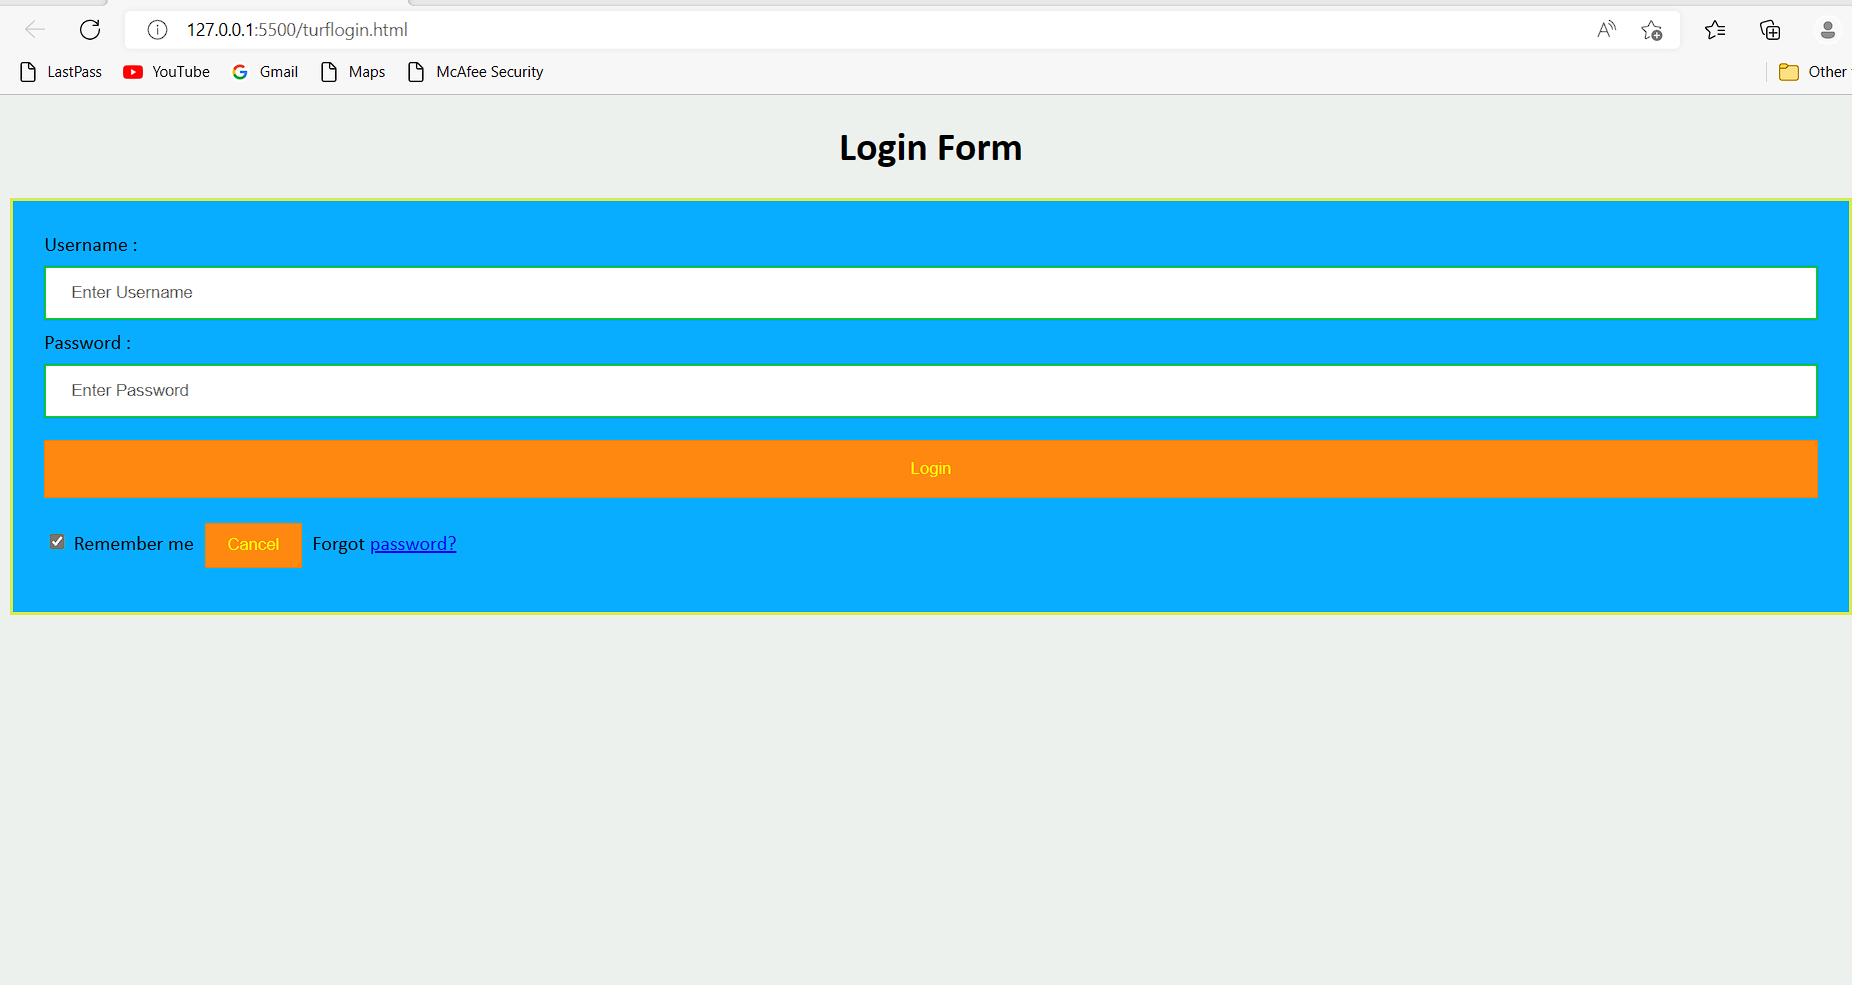 127.0.0.1:5500/turflogin.html
LastPass YouTube Gmail Maps McAfee Security Other
Login Form
Username :
Enter Username
Password :
Enter Password
Login
Remember me Cancel Forgot password?